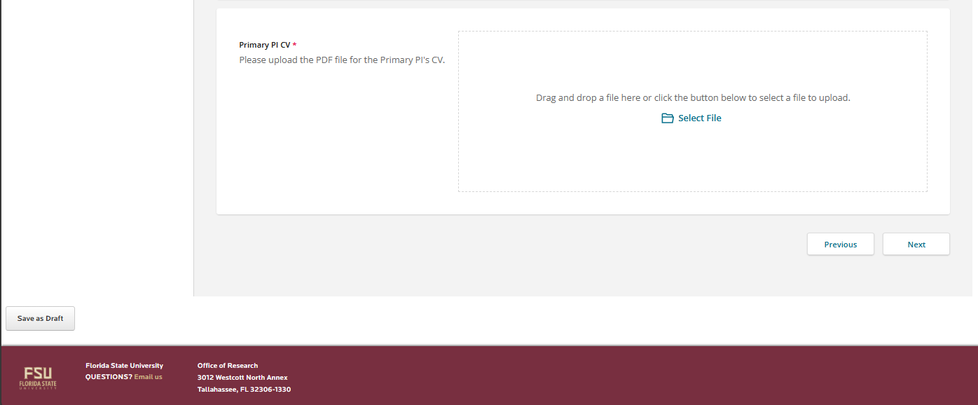 Primary PI CV *
Please upload the PDF file for the Primary PI's CV.
Drag and drop a file here or click the button below to select a file to upload.
Select File
Previous
Next
Save as Draft
FSU
FLORIDA STATE
UNIVERSITY
Florida State University
QUESTIONS? Email us
Office of Research
3012 Westcott North Annex
Tallahassee, FL 32306-1330